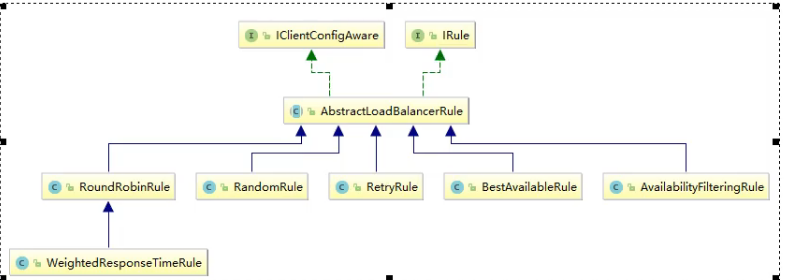 I IClientConfigAware
I IRule
C AbstractLoadBalancerRule
C RoundRobinRule
C RandomRule
C RetryRule
C BestAvailableRule
C AvailabilityFilteringRule
C WeightedResponseTimeRule